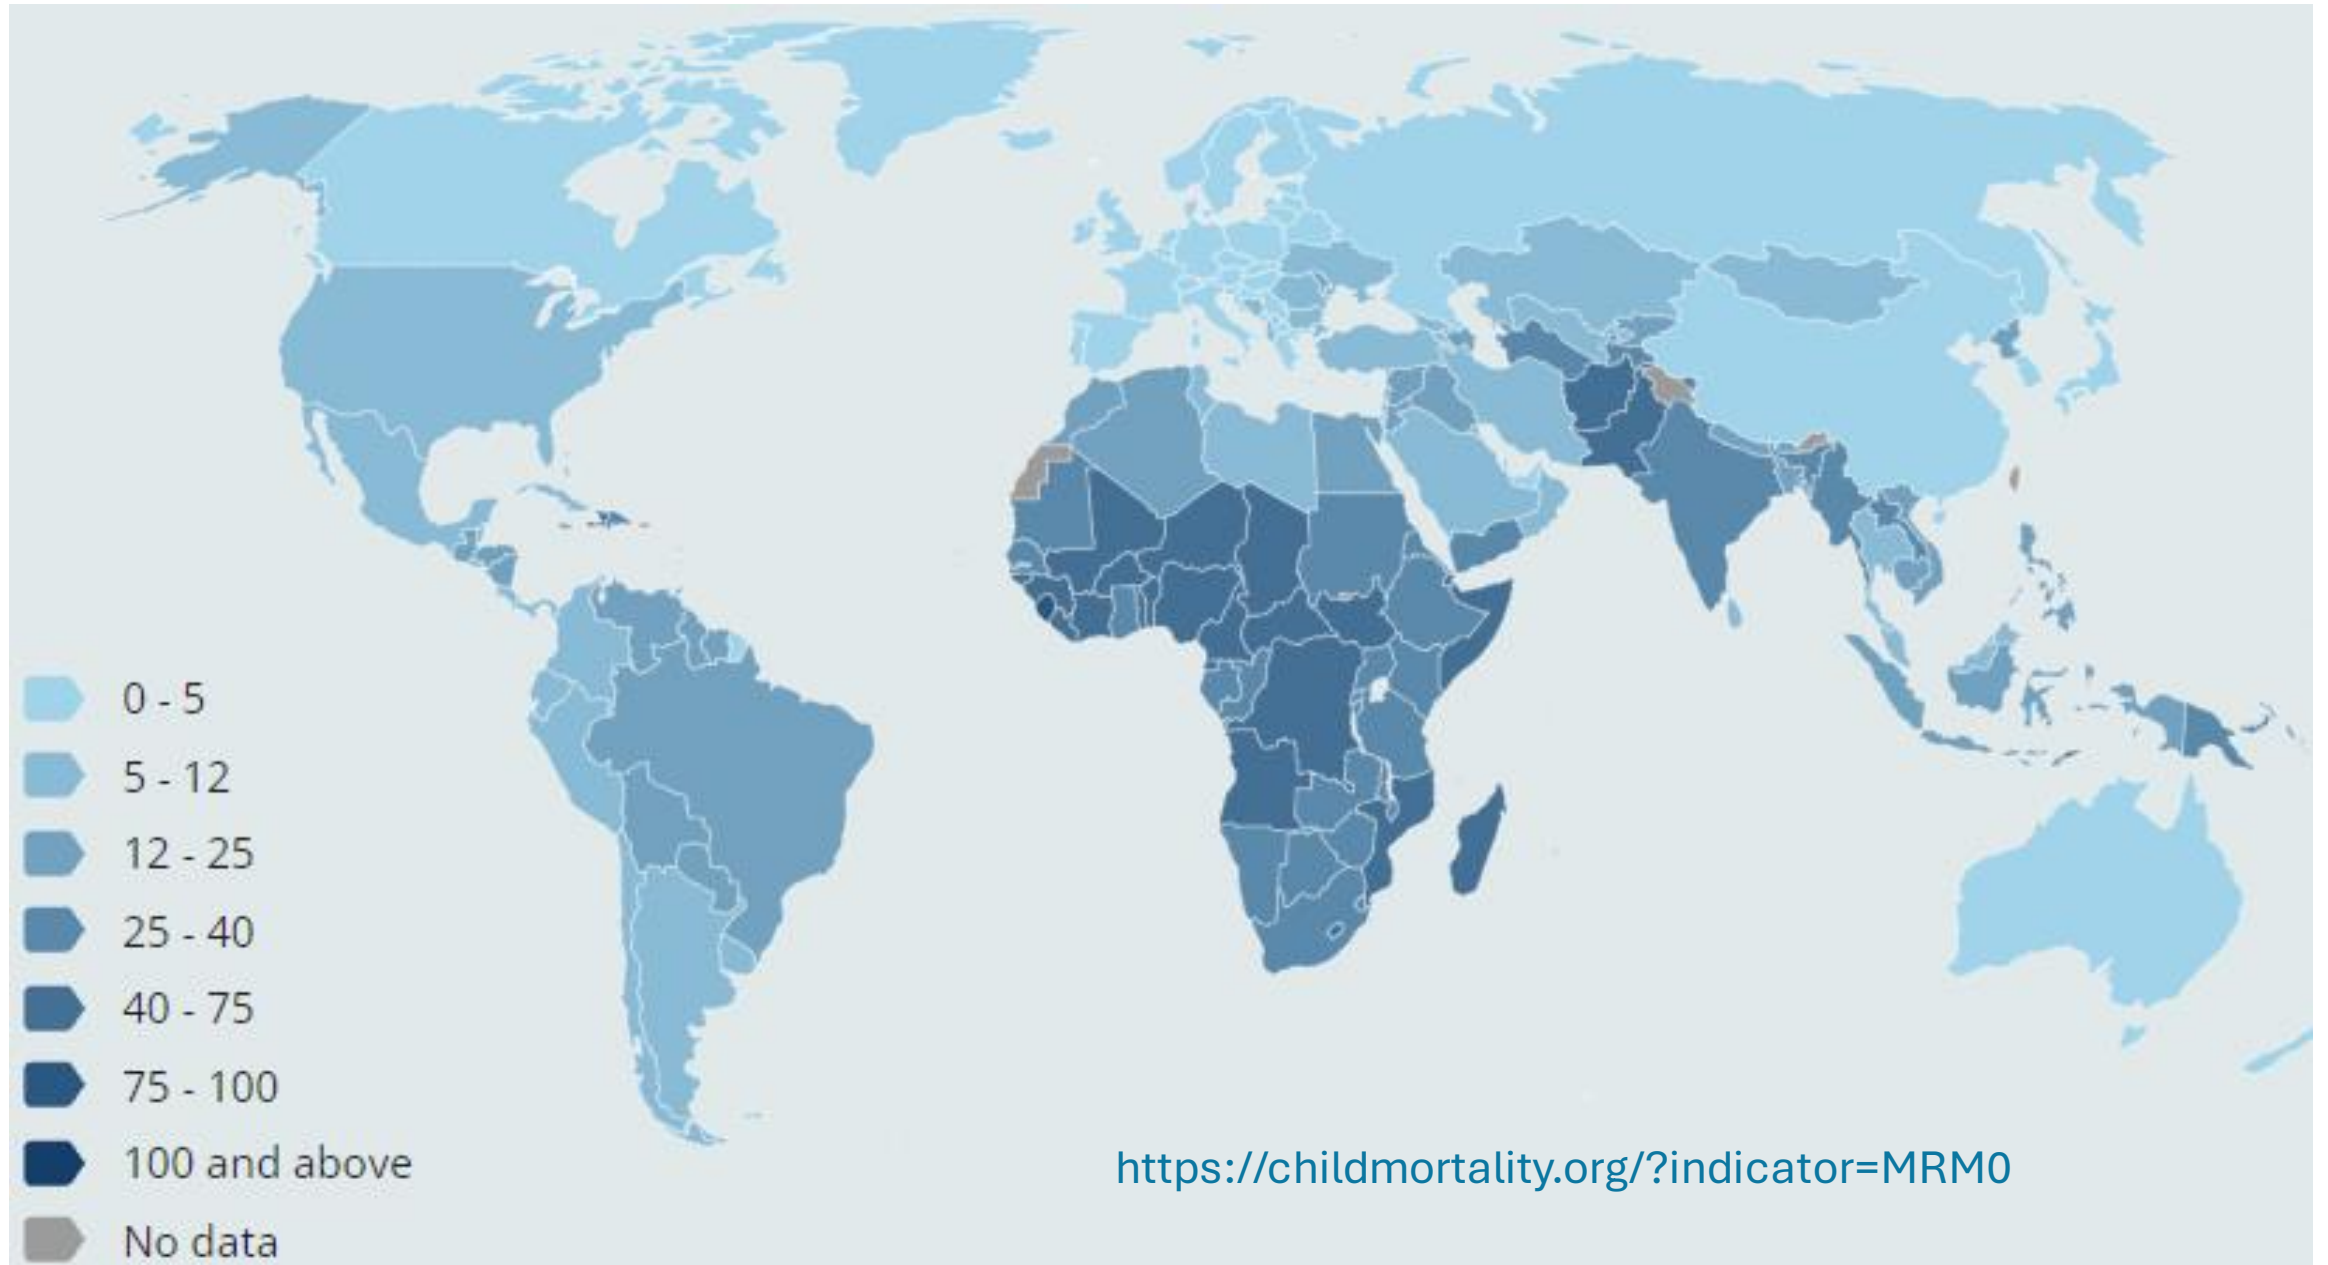 0 - 5
5 - 12
12 - 25
25 - 40
40 - 75
75 - 100
100 and above
No data
https://childmortality.org/?indicator=MRM0